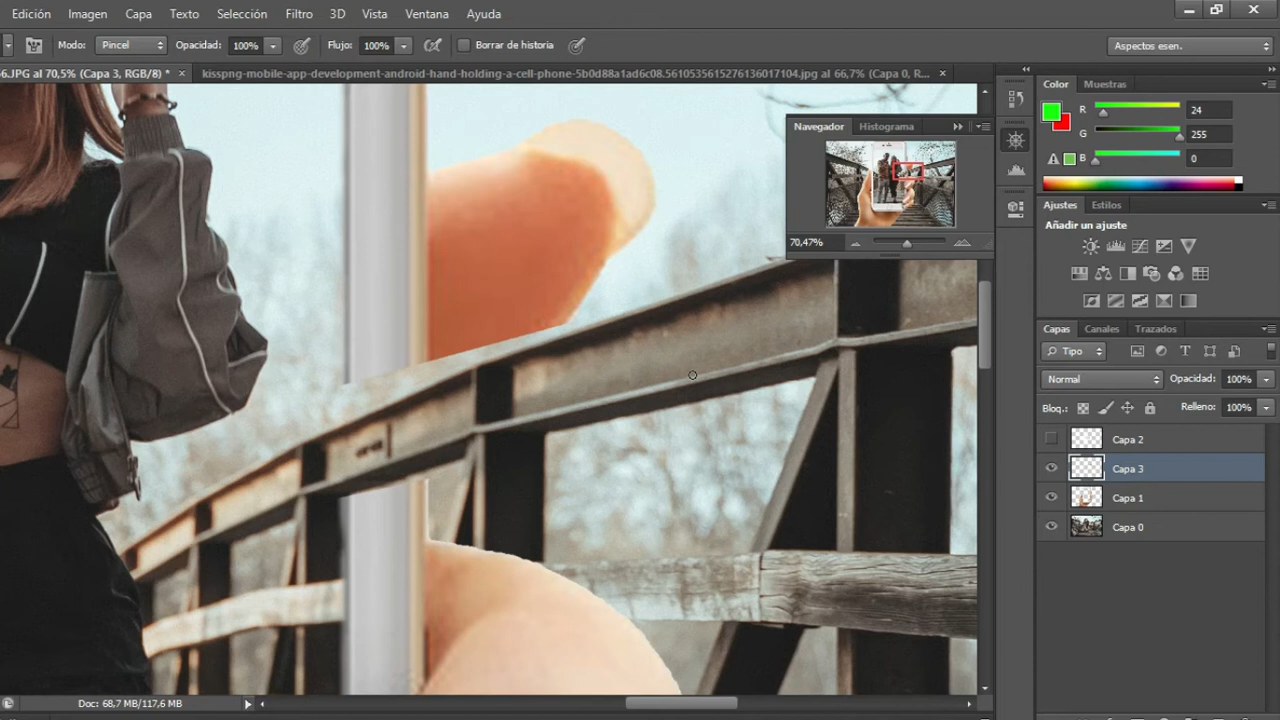 Edición Imagen Capa Texto Selección Filtro 3D Vista Ventana Ayuda
Modo: Pincel Opacidad: 100% Flujo: 100% Borrar de historia Aspectos esen.
6.JPG al 70,5% (Capa 3, RGB/8) * × kisspng-mobile-app-development-android-hand-holding-a-cell-phone-5b0d88a1ad6c08.5610535615276136017104.jpg al 66,7% (Capa 0, R... ×
Color Muestras
R 24
G 255
B 0
Navegador Histograma
70,47%
Ajustes Estilos
Añadir un ajuste
Capas Canales Trazados
Tipo
Normal Opacidad: 100%
Bloq.: Relleno: 100%
Capa 2
Capa 3
Capa 1
Capa 0
Doc: 68,7 MB/117,6 MB